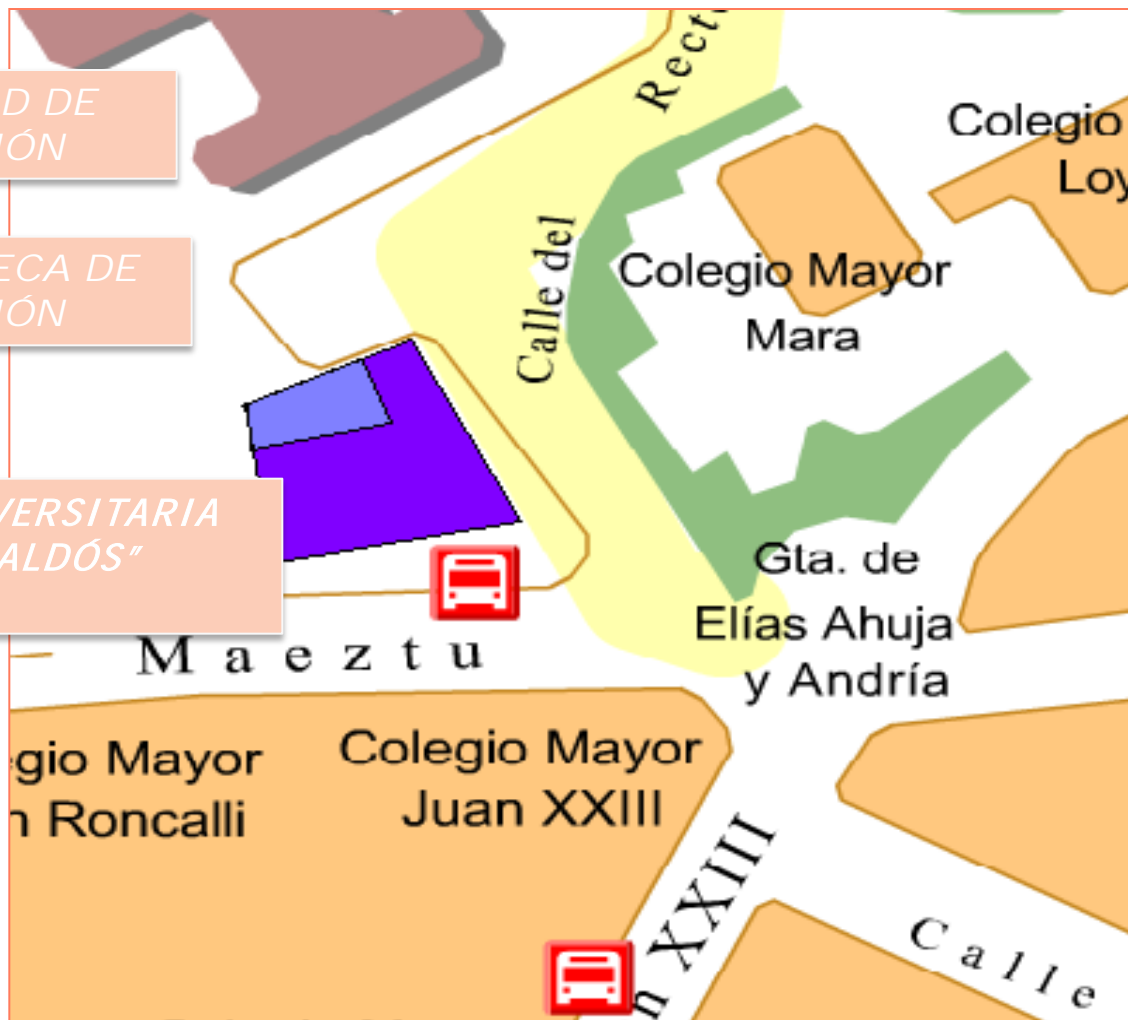 D DE
IÓN
ECA DE
IÓN
VERSITARIA
ALDÓS”
Rect
Colegio
Loy
Calle del
Colegio Mayor
Mara
Gta. de
Elías Ahuja
y Andría
Maeztu
egio Mayor
n Roncalli
Colegio Mayor
Juan XXIII
n XXIII
Calle